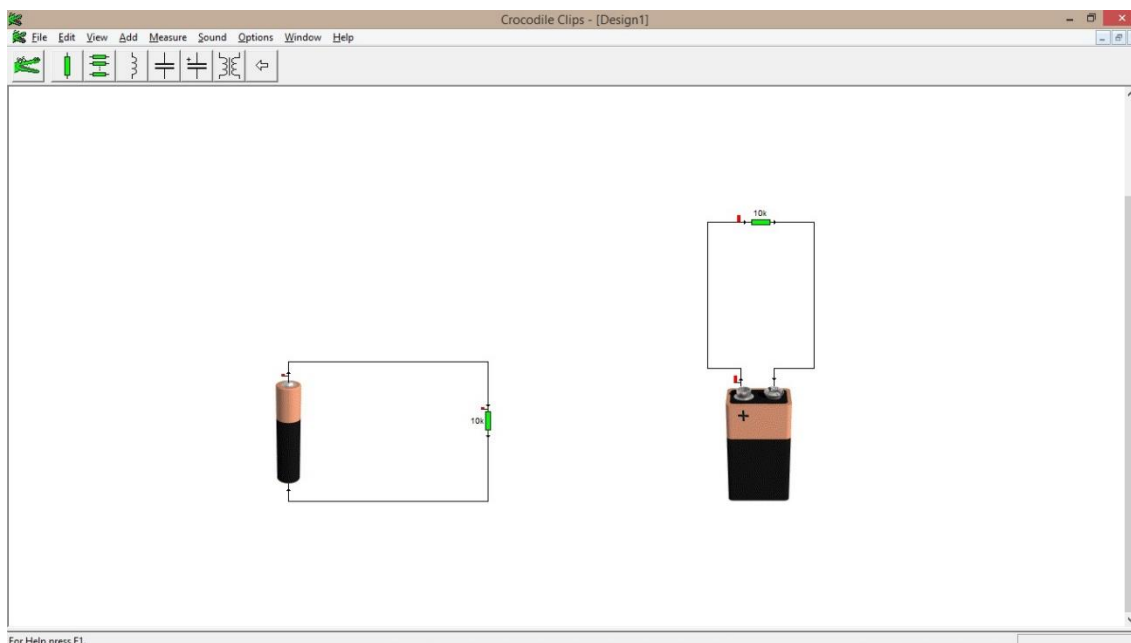 Crocodile Clips - [Design1]
File Edit View Add Measure Sound Options Window Help
10k
10k
+
For Help press F1